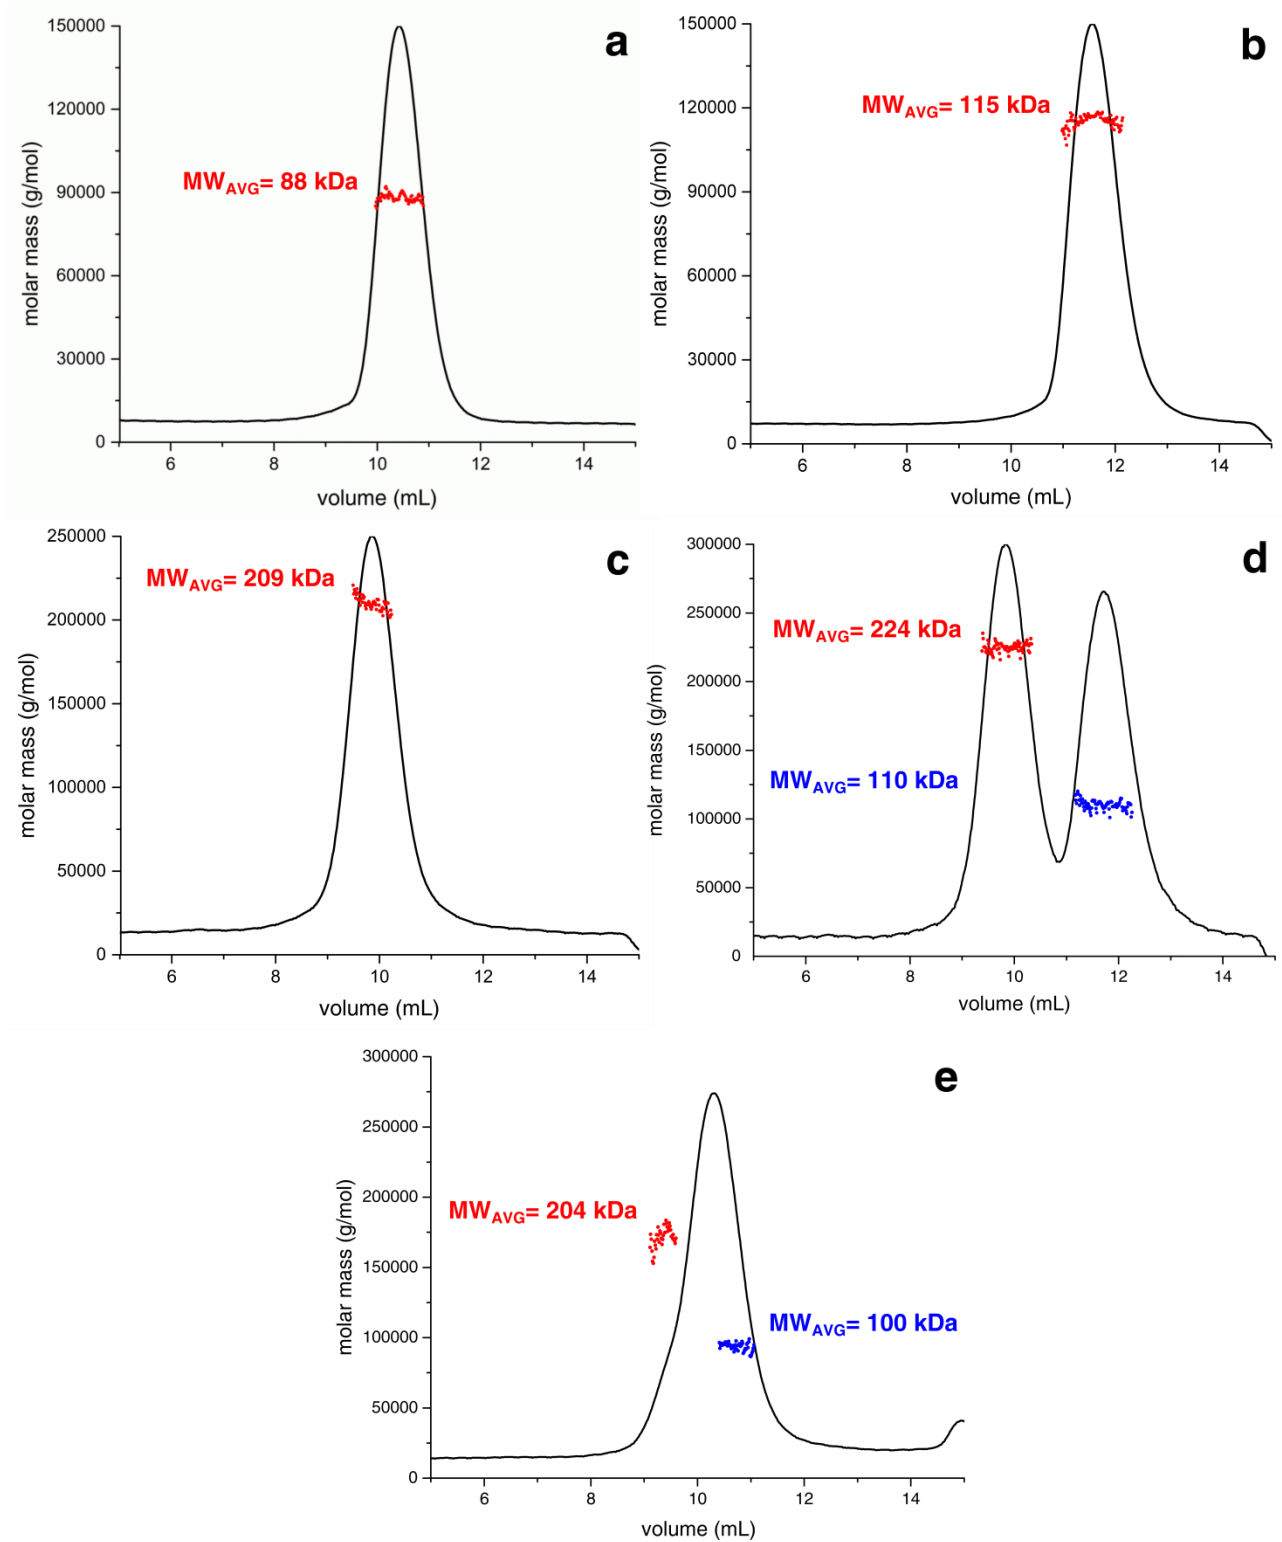 a
150000
120000
90000
60000
30000
0
molar mass (g/mol)
MWAVG= 88 kDa
6 8 10 12 14
volume (mL)
b
150000
120000
90000
60000
30000
0
molar mass (g/mol)
MWAVG= 115 kDa
6 8 10 12 14
volume (mL)
c
250000
200000
150000
100000
50000
0
molar mass (g/mol)
MWAVG= 209 kDa
6 8 10 12 14
volume (mL)
d
300000
250000
200000
150000
100000
50000
0
molar mass (g/mol)
MWAVG= 224 kDa
MWAVG= 110 kDa
6 8 10 12 14
volume (mL)
e
300000
250000
200000
150000
100000
50000
0
molar mass (g/mol)
MWAVG= 204 kDa
MWAVG= 100 kDa
6 8 10 12 14
volume (mL)